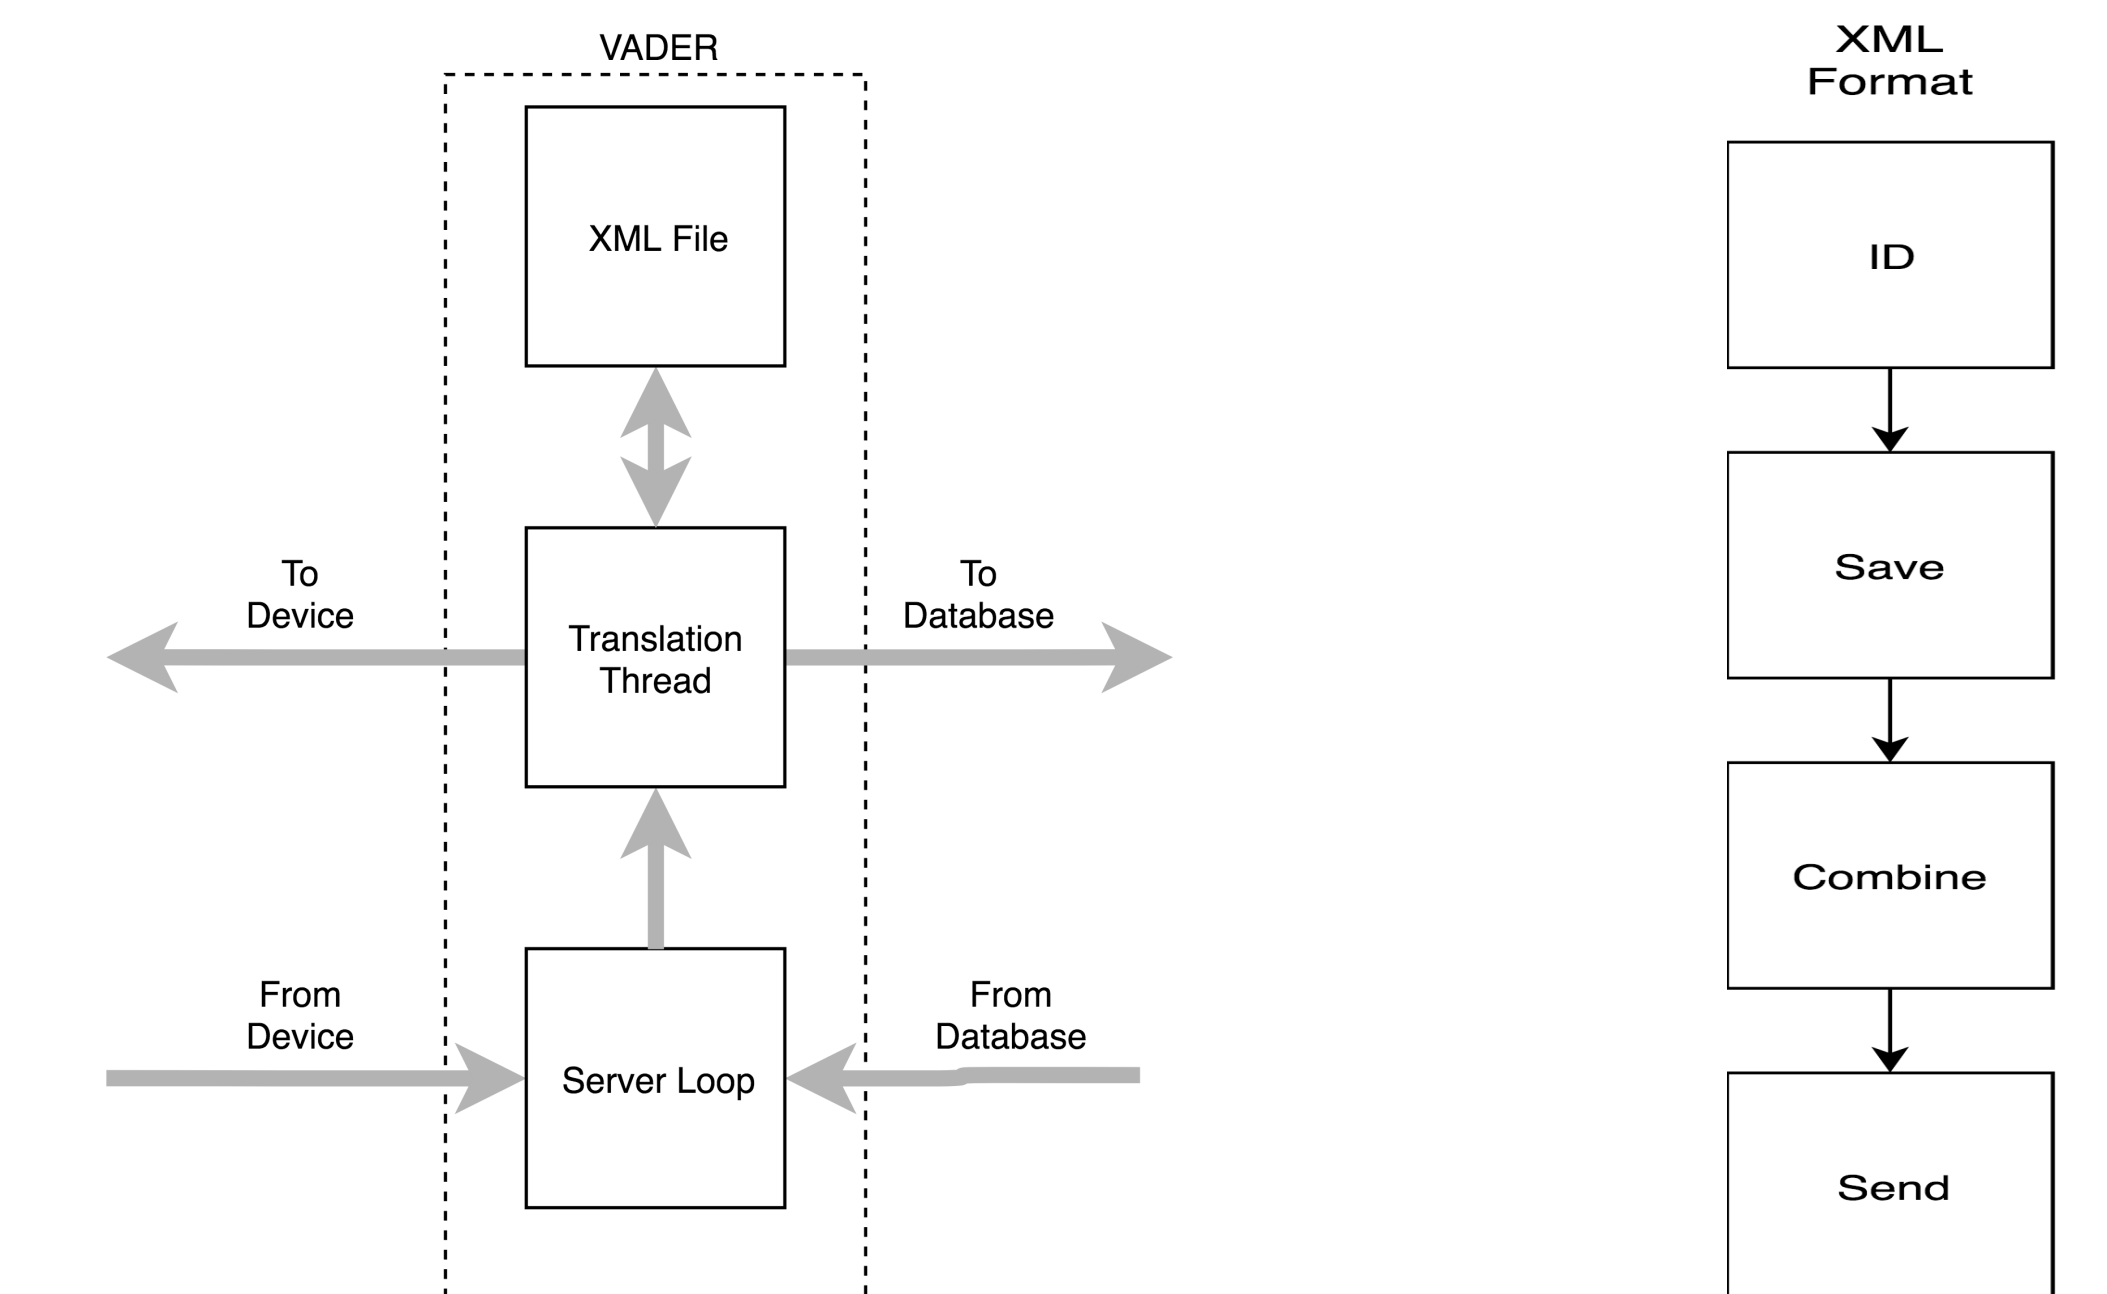 VADER
XML File
To
Device
To
Database
Translation
Thread
From
Device
From
Database
Server Loop
XML
Format
ID
Save
Combine
Send